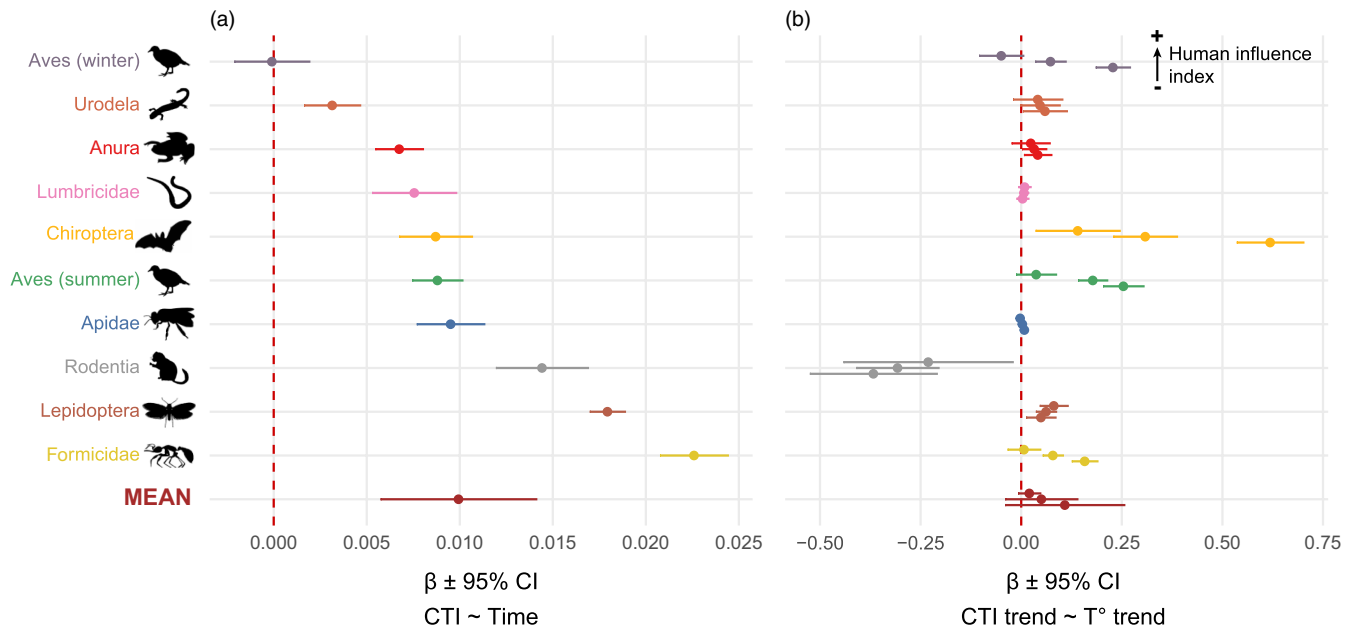 (a)
(b)
Aves (winter)
Urodela
Anura
Lumbricidae
Chiroptera
Aves (summer)
Apidae
Rodentia
Lepidoptera
Formicidae
MEAN
+
Human influence
index
-
0.000 0.005 0.010 0.015 0.020 0.025
β ± 95% CI
CTI ~ Time
−0.50 −0.25 0.00 0.25 0.50 0.75
β ± 95% CI
CTI trend ~ T° trend